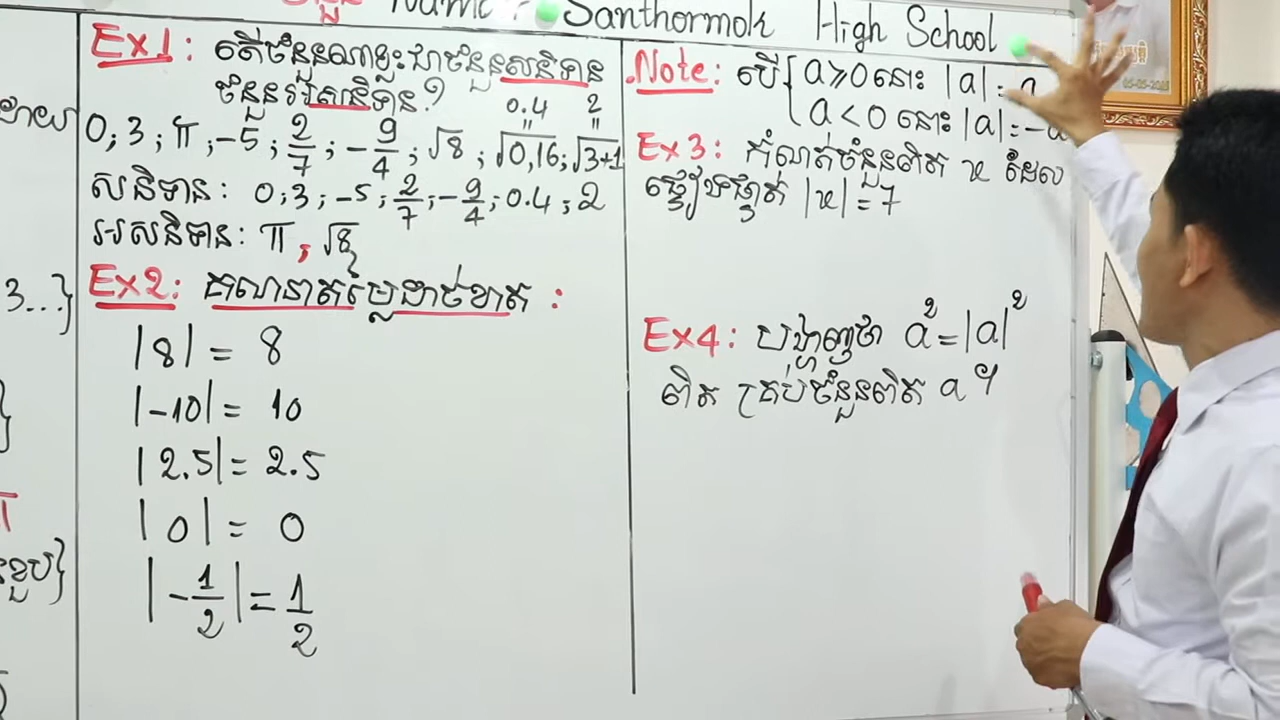 Name : Santhormok High School
Ex1: តើចំនួនណាខ្លះជាចំនួនសនិទាន
ចំនួនអសនិទាន?
0.4 2
0; 3; π; -5; 2/7; -9/4; √8; √0,16; √3+1
សនិទាន: 0; 3; -5; 2/7; -9/4; 0.4; 2
អសនិទាន: π, √8
Ex2: គណនាតម្លៃដាច់ខាត :
|8| = 8
|-10| = 10
|2.5| = 2.5
|0| = 0
|-1/2| = 1/2
Note: បើ { a ⩾ 0 នោះ |a| = a
a < 0 នោះ |a| = -a
Ex3: កំណត់ចំនួនពិត x ដែល
ផ្ទៀងផ្ទាត់ |x| = 7
Ex4: បង្ហាញថា a² = |a|²
ពិត គ្រប់ចំនួនពិត a ។
3...}
05-05-2025